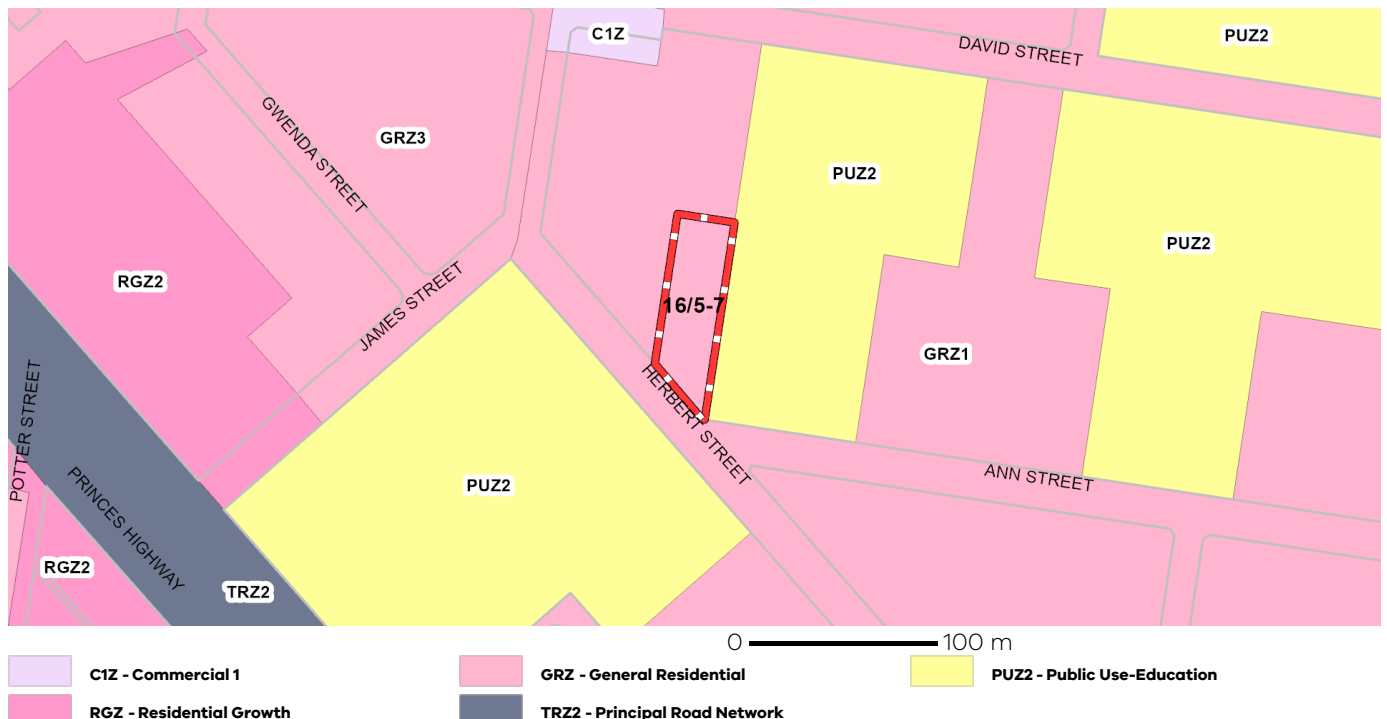 C1Z
DAVID STREET
PUZ2
GWENDA STREET
GRZ3
PUZ2
PUZ2
RGZ2
JAMES STREET
16/5-7
GRZ1
HERBERT STREET
POTTER STREET
PRINCES HIGHWAY
PUZ2
ANN STREET
RGZ2
TRZ2
0 100 m
C1Z - Commercial 1
GRZ - General Residential
PUZ2 - Public Use-Education
RGZ - Residential Growth
TRZ2 - Principal Road Network